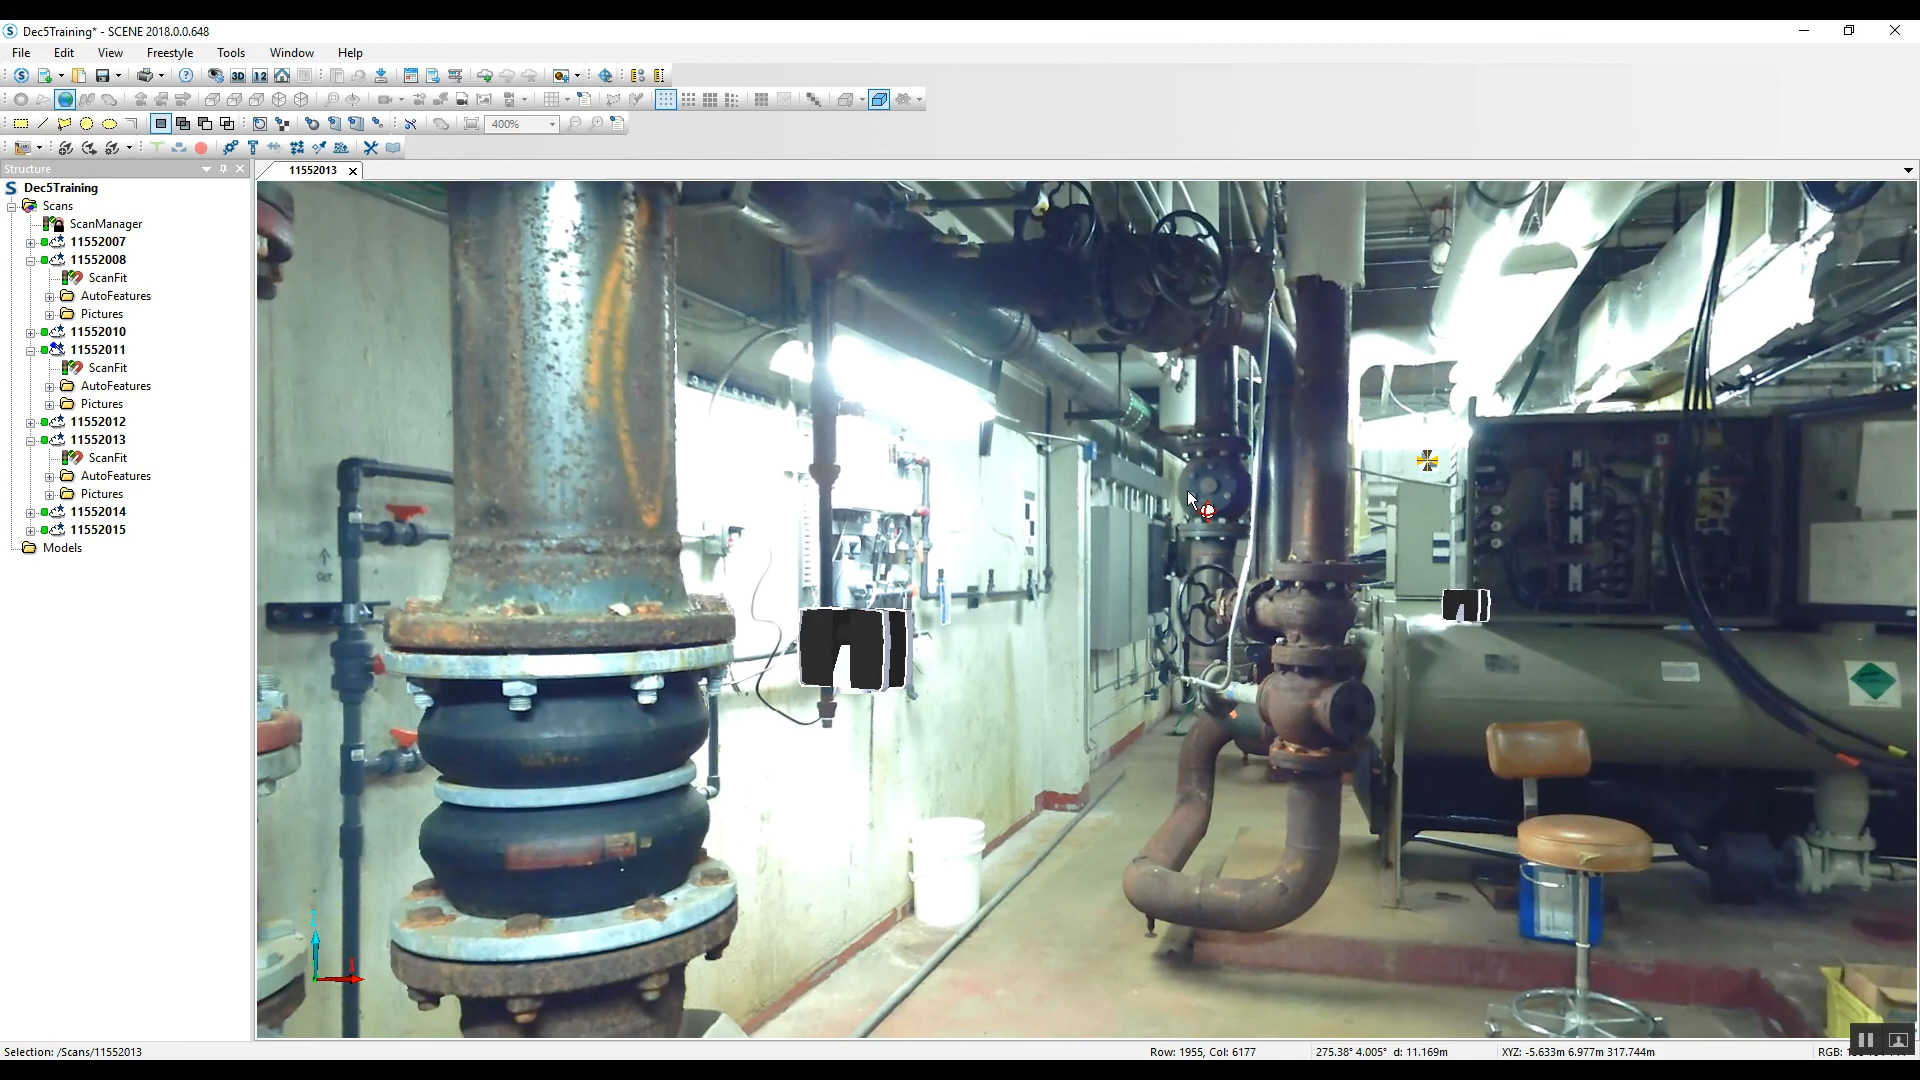 Dec5Training* - SCENE 2018.0.0.648
File Edit View Freestyle Tools Window Help
3D 12
400%
Structure
11552013
Dec5Training
Scans
ScanManager
11552007
11552008
ScanFit
AutoFeatures
Pictures
11552010
11552011
ScanFit
AutoFeatures
Pictures
11552012
11552013
ScanFit
AutoFeatures
Pictures
11552014
11552015
Models
Selection: /Scans/11552013
Row: 1955, Col: 6177
275.38° 4.005° d: 11.169m
XYZ: -5.633m 6.977m 317.744m
RGB: